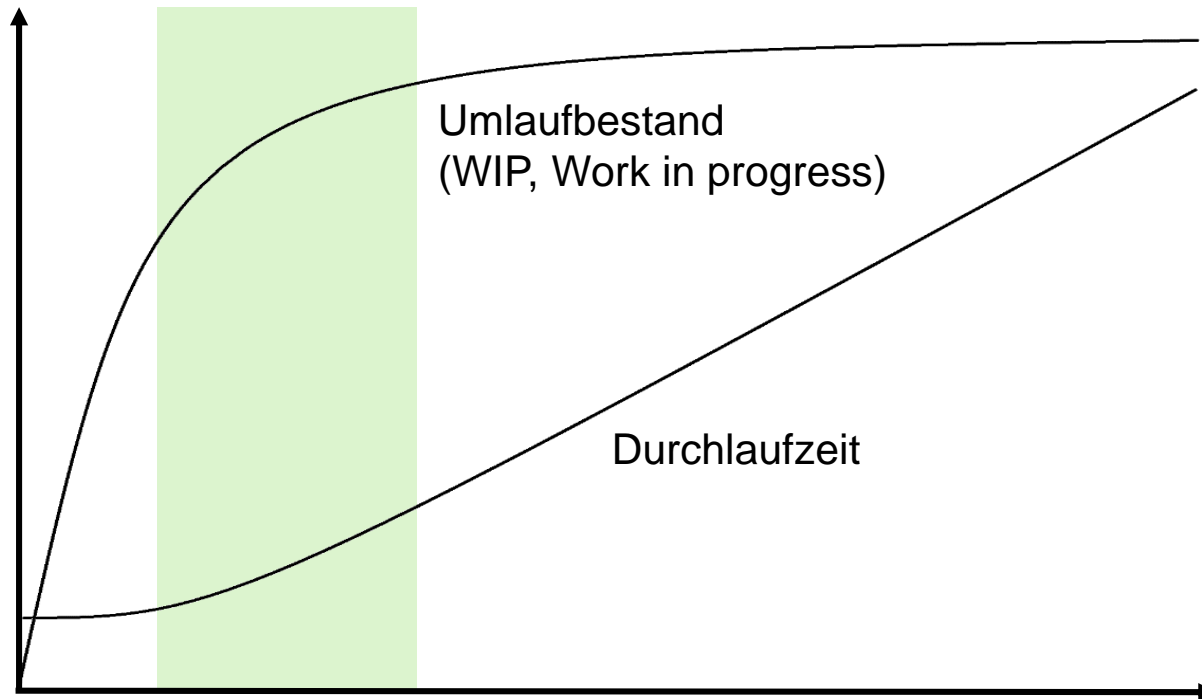 Umlaufbestand
(WIP, Work in progress)
Durchlaufzeit